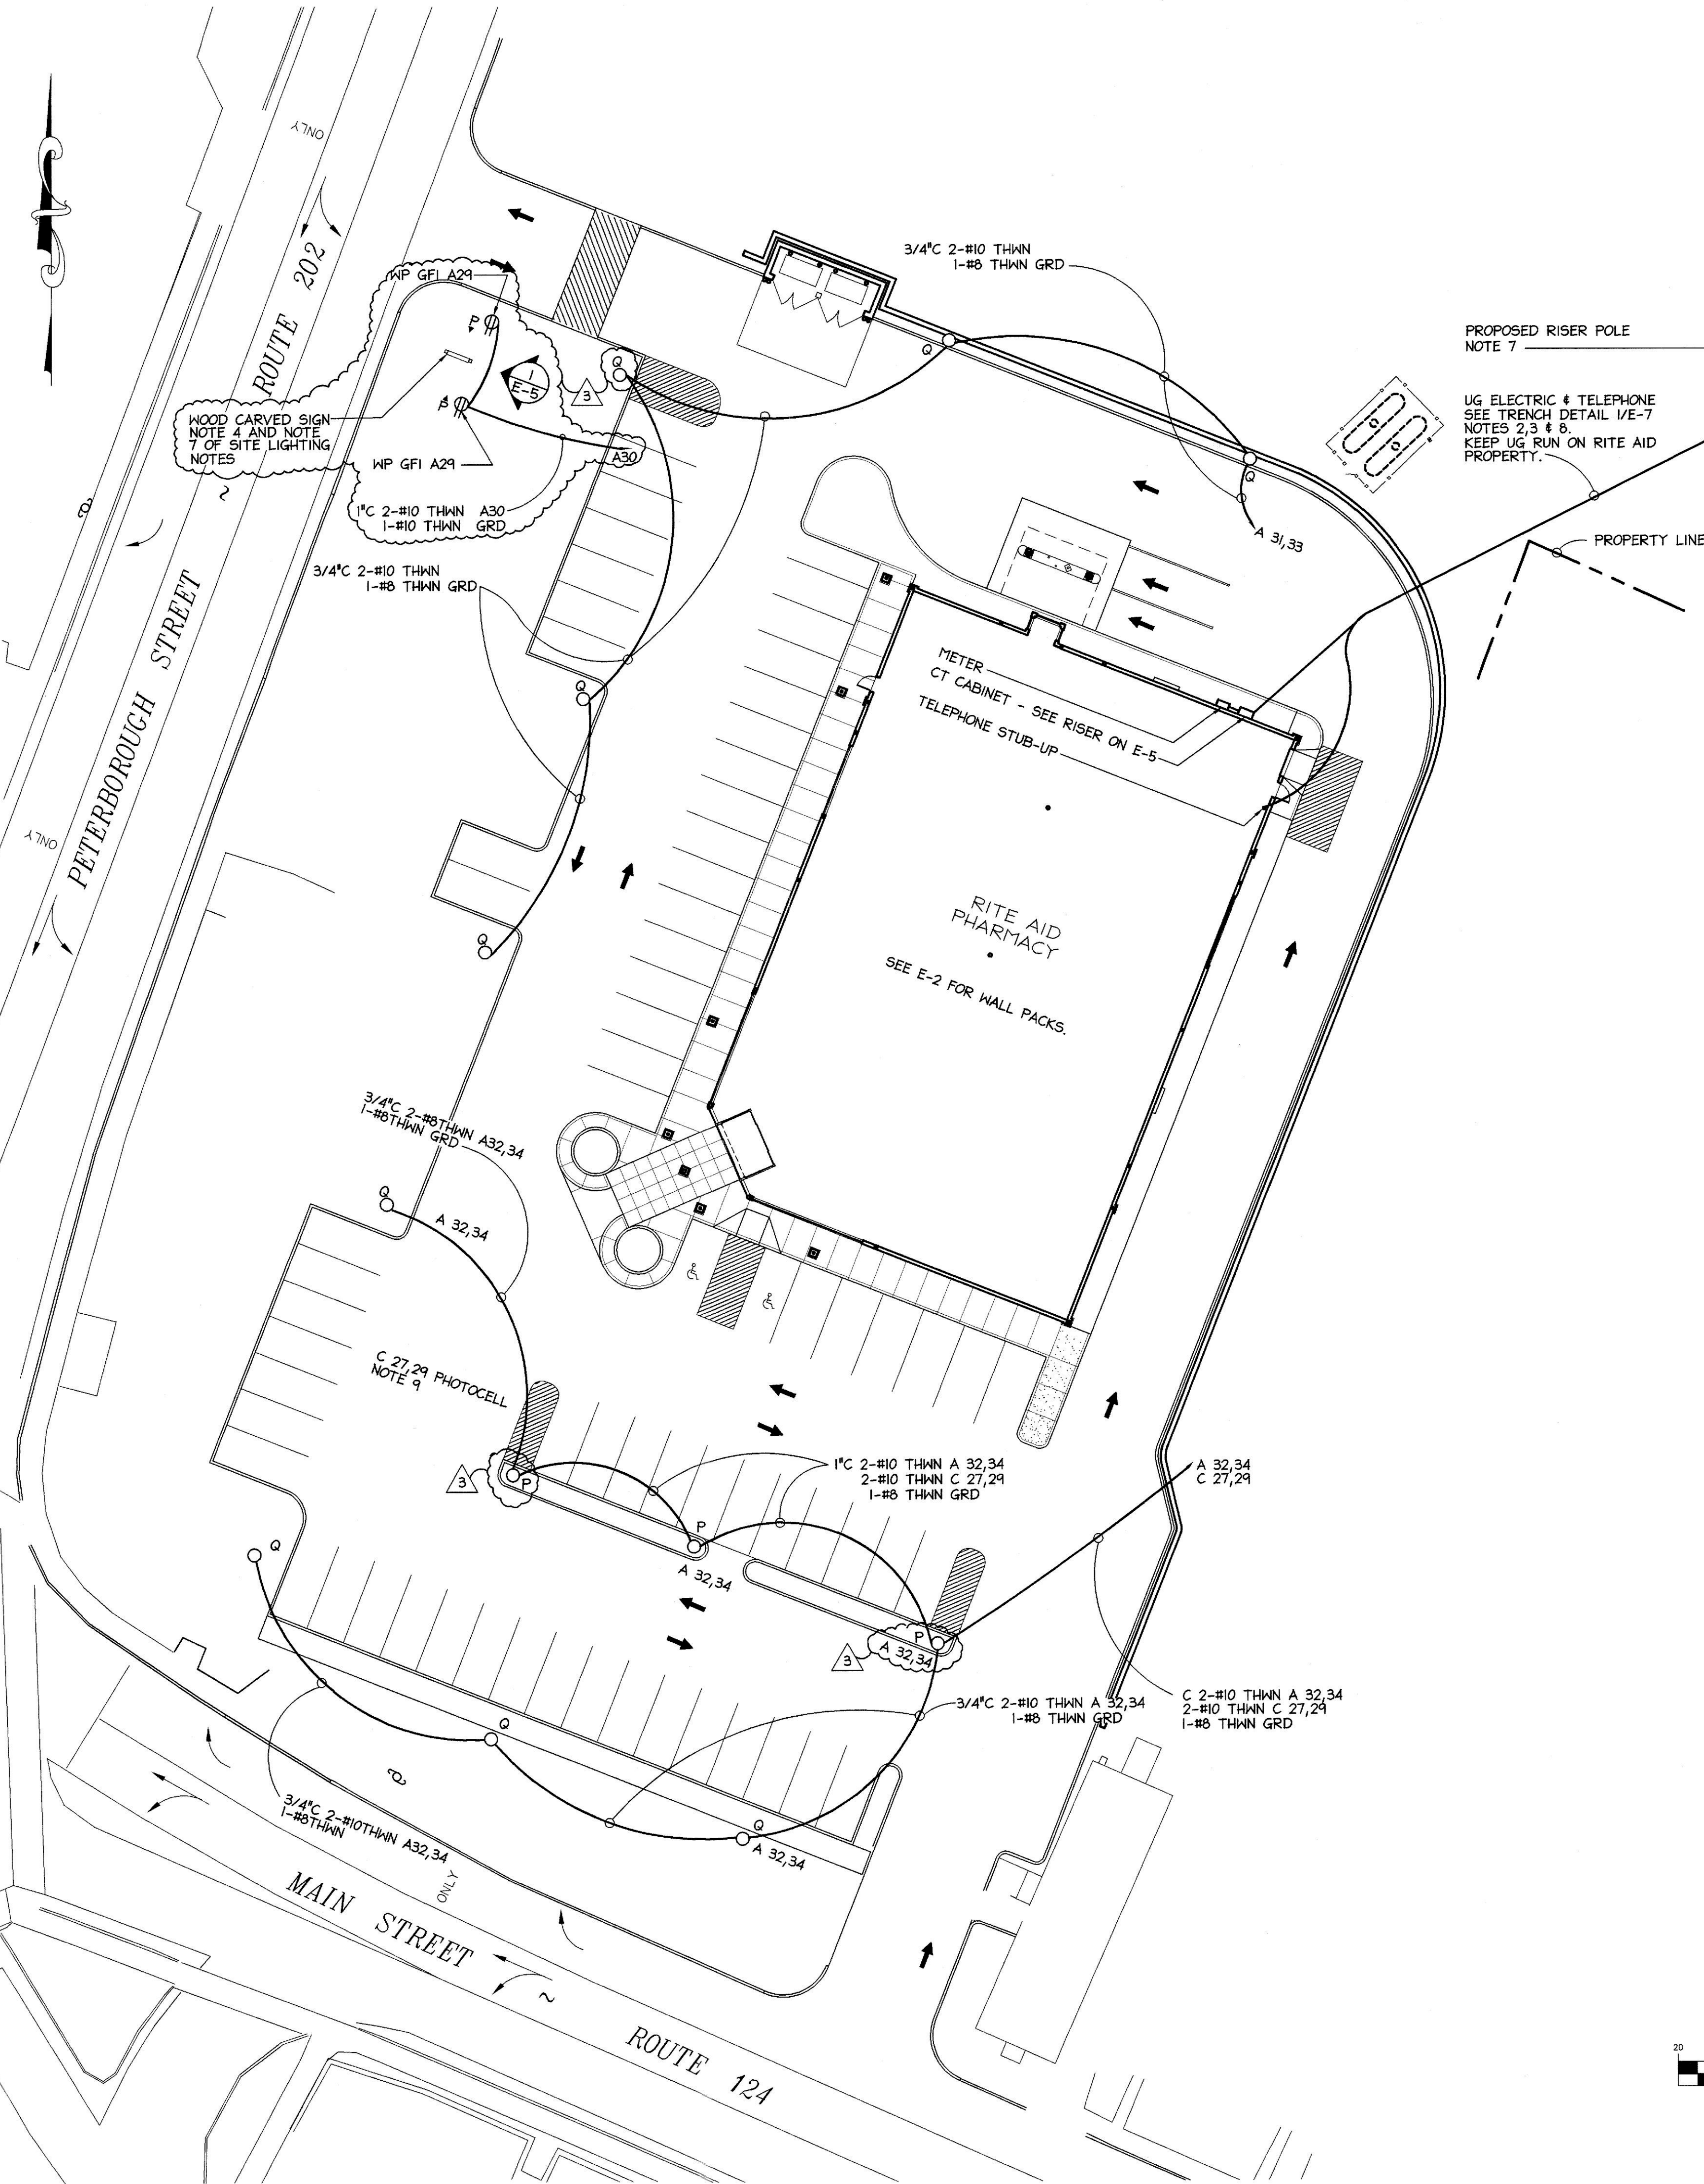 ONLY
ROUTE 202
WP GFI A29
3/4"C 2-#10 THWN
1-#8 THWN GRD
PROPOSED RISER POLE
NOTE 7
P
Q
Q
1
E-5
3
P
UG ELECTRIC & TELEPHONE
SEE TRENCH DETAIL 1/E-7
NOTES 2,3 & 8.
KEEP UG RUN ON RITE AID
PROPERTY.
WOOD CARVED SIGN
NOTE 4 AND NOTE
7 OF SITE LIGHTING
NOTES
WP GFI A29
A30
Q
1"C 2-#10 THWN A30
1-#10 THWN GRD
A 31,33
PROPERTY LINE
~
3/4"C 2-#10 THWN
1-#8 THWN GRD
PETERBOROUGH STREET
METER
CT CABINET - SEE RISER ON E-5
TELEPHONE STUB-UP
Q
ONLY
RITE AID
PHARMACY
SEE E-2 FOR WALL PACKS.
Q
3/4"C 2-#8THWN A32,34
1-#8THWN GRD
Q
A 32,34
C 27,29 PHOTOCELL
NOTE 9
3
P
1"C 2-#10 THWN A 32,34
2-#10 THWN C 27,29
1-#8 THWN GRD
A 32,34
C 27,29
P
Q
A 32,34
P
A 32,34
3
3/4"C 2-#10 THWN A 32,34
1-#8 THWN GRD
C 2-#10 THWN A 32,34
2-#10 THWN C 27,29
1-#8 THWN GRD
Q
3/4"C 2-#10THWN A32,34
1-#8THWN
Q
A 32,34
ONLY
MAIN STREET
~
ROUTE 124
20